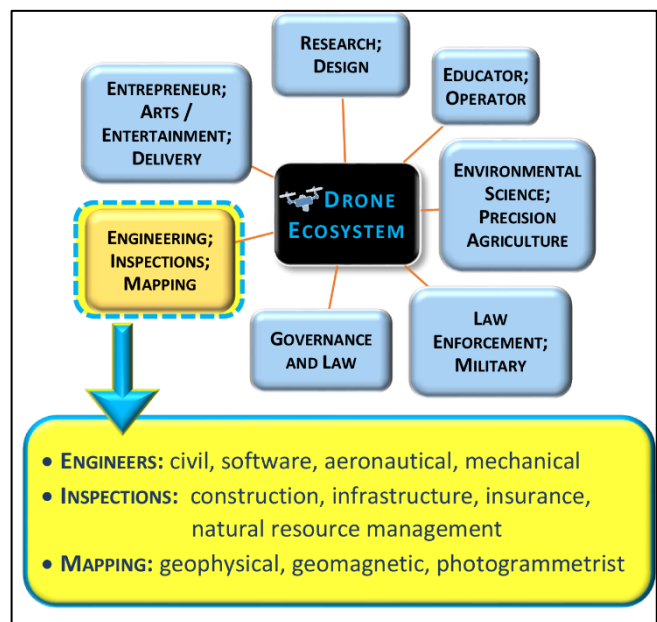 RESEARCH;
DESIGN
EDUCATOR;
OPERATOR
ENTREPRENEUR;
ARTS /
ENTERTAINMENT;
DELIVERY
DRONE
ECOSYSTEM
ENVIRONMENTAL
SCIENCE;
PRECISION
AGRICULTURE
ENGINEERING;
INSPECTIONS;
MAPPING
GOVERNANCE
AND LAW
LAW
ENFORCEMENT;
MILITARY
• ENGINEERS: civil, software, aeronautical, mechanical
• INSPECTIONS: construction, infrastructure, insurance,
natural resource management
• MAPPING: geophysical, geomagnetic, photogrammetrist